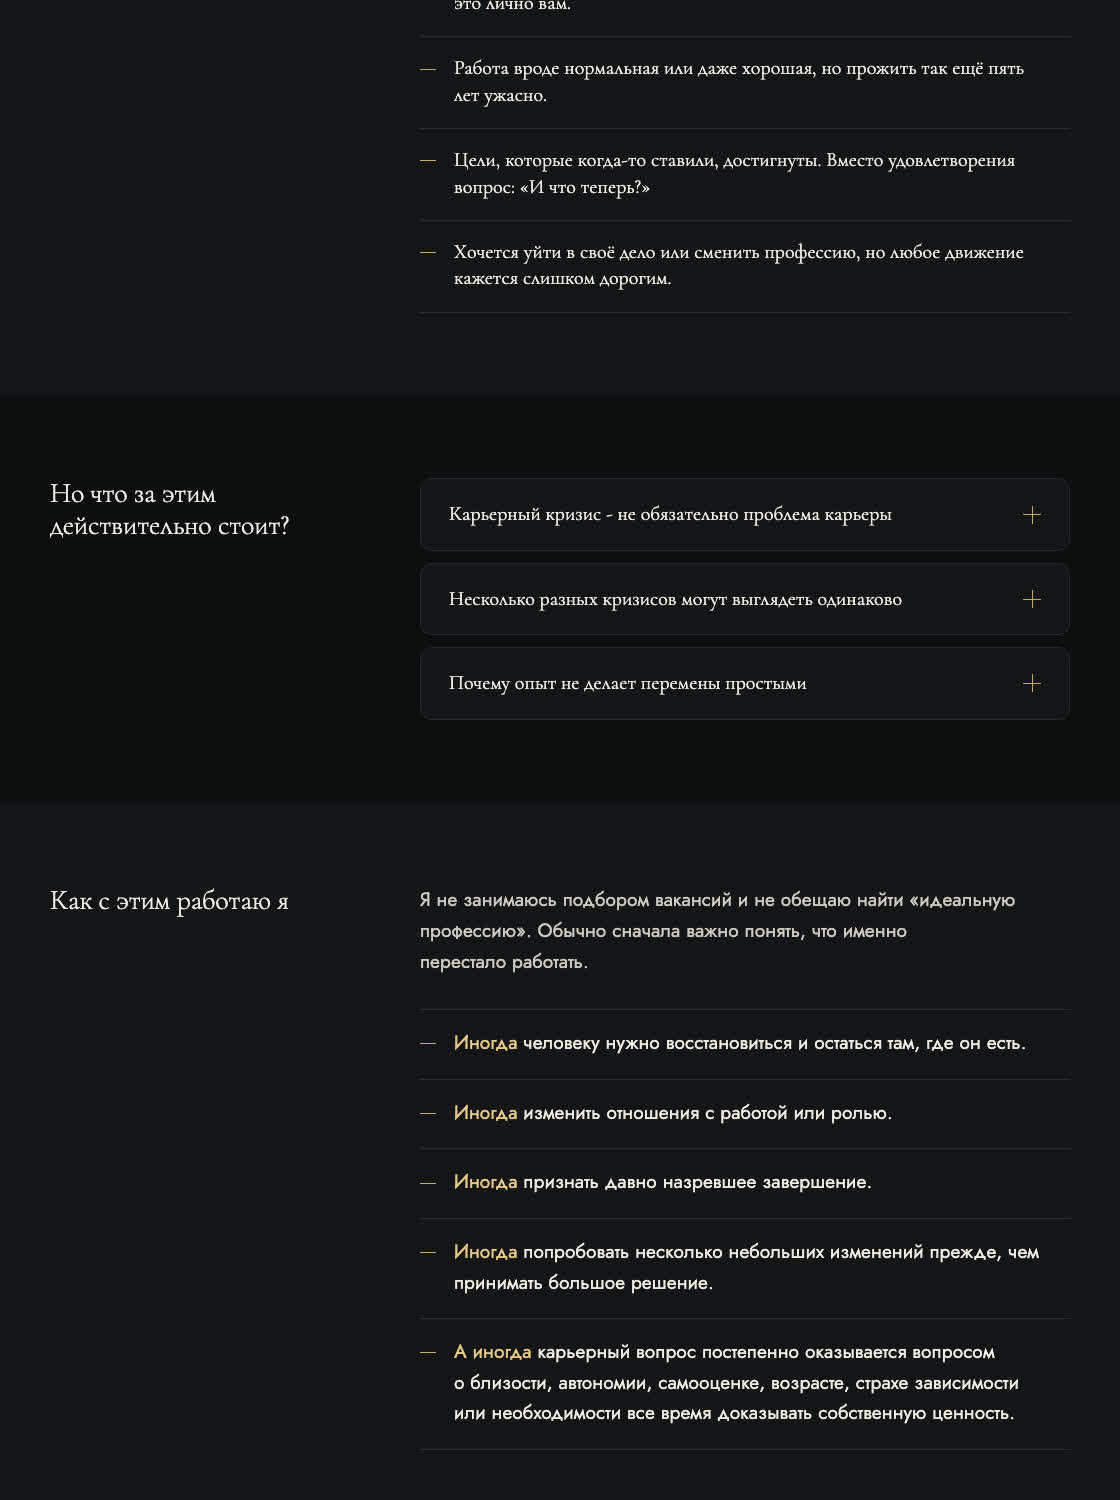 это лично вам.
— Работа вроде нормальная или даже хорошая, но прожить так ещё пять
лет ужасно.
— Цели, которые когда-то ставили, достигнуты. Вместо удовлетворения
вопрос: «И что теперь?»
— Хочется уйти в своё дело или сменить профессию, но любое движение
кажется слишком дорогим.
Но что за этим
действительно стоит?
Карьерный кризис - не обязательно проблема карьеры
Несколько разных кризисов могут выглядеть одинаково
Почему опыт не делает перемены простыми
Как с этим работаю я
Я не занимаюсь подбором вакансий и не обещаю найти «идеальную
профессию». Обычно сначала важно понять, что именно
перестало работать.
— Иногда человеку нужно восстановиться и остаться там, где он есть.
— Иногда изменить отношения с работой или ролью.
— Иногда признать давно назревшее завершение.
— Иногда попробовать несколько небольших изменений прежде, чем
принимать большое решение.
— А иногда карьерный вопрос постепенно оказывается вопросом
о близости, автономии, самооценке, возрасте, страхе зависимости
или необходимости все время доказывать собственную ценность.